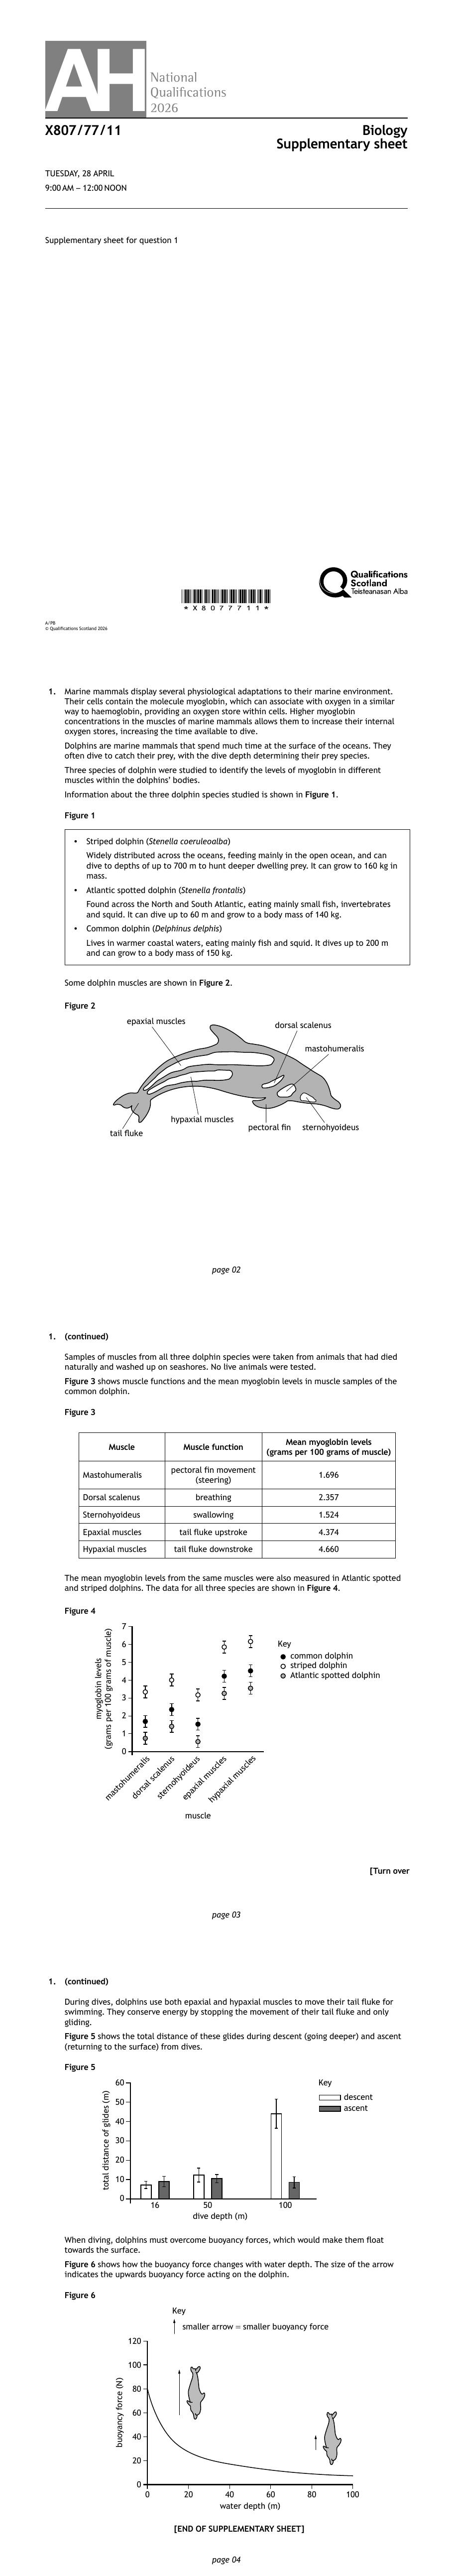 AH
National
Qualifications
2026
X807/77/11
Biology
Supplementary sheet
TUESDAY, 28 APRIL
9:00 AM – 12:00 NOON
Supplementary sheet for question 1
Qualifications
Scotland
Teisteanasan Alba
* X 8 0 7 7 7 1 1 *
A/PB
© Qualifications Scotland 2026
1. Marine mammals display several physiological adaptations to their marine environment.
Their cells contain the molecule myoglobin, which can associate with oxygen in a similar
way to haemoglobin, providing an oxygen store within cells. Higher myoglobin
concentrations in the muscles of marine mammals allows them to increase their internal
oxygen stores, increasing the time available to dive.
Dolphins are marine mammals that spend much time at the surface of the oceans. They
often dive to catch their prey, with the dive depth determining their prey species.
Three species of dolphin were studied to identify the levels of myoglobin in different
muscles within the dolphins’ bodies.
Information about the three dolphin species studied is shown in Figure 1.
Figure 1
• Striped dolphin (Stenella coeruleoalba)
Widely distributed across the oceans, feeding mainly in the open ocean, and can
dive to depths of up to 700 m to hunt deeper dwelling prey. It can grow to 160 kg in
mass.
• Atlantic spotted dolphin (Stenella frontalis)
Found across the North and South Atlantic, eating mainly small fish, invertebrates
and squid. It can dive up to 60 m and grow to a body mass of 140 kg.
• Common dolphin (Delphinus delphis)
Lives in warmer coastal waters, eating mainly fish and squid. It dives up to 200 m
and can grow to a body mass of 150 kg.
Some dolphin muscles are shown in Figure 2.
Figure 2
epaxial muscles
dorsal scalenus
mastohumeralis
hypaxial muscles
pectoral fin
sternohyoideus
tail fluke
page 02
1. (continued)
Samples of muscles from all three dolphin species were taken from animals that had died
naturally and washed up on seashores. No live animals were tested.
Figure 3 shows muscle functions and the mean myoglobin levels in muscle samples of the
common dolphin.
Figure 3
Muscle Muscle function Mean myoglobin levels
(grams per 100 grams of muscle)
Mastohumeralis pectoral fin movement
(steering) 1.696
Dorsal scalenus breathing 2.357
Sternohyoideus swallowing 1.524
Epaxial muscles tail fluke upstroke 4.374
Hypaxial muscles tail fluke downstroke 4.660
The mean myoglobin levels from the same muscles were also measured in Atlantic spotted
and striped dolphins. The data for all three species are shown in Figure 4.
Figure 4
myoglobin levels
(grams per 100 grams of muscle)
7
6
5
4
3
2
1
0
Key
common dolphin
striped dolphin
Atlantic spotted dolphin
mastohumeralis
dorsal scalenus
sternohyoideus
epaxial muscles
hypaxial muscles
muscle
[Turn over
page 03
1. (continued)
During dives, dolphins use both epaxial and hypaxial muscles to move their tail fluke for
swimming. They conserve energy by stopping the movement of their tail fluke and only
gliding.
Figure 5 shows the total distance of these glides during descent (going deeper) and ascent
(returning to the surface) from dives.
Figure 5
total distance of glides (m)
60
50
40
30
20
10
0
16 50 100
dive depth (m)
Key
descent
ascent
When diving, dolphins must overcome buoyancy forces, which would make them float
towards the surface.
Figure 6 shows how the buoyancy force changes with water depth. The size of the arrow
indicates the upwards buoyancy force acting on the dolphin.
Figure 6
Key
smaller arrow = smaller buoyancy force
buoyancy force (N)
120
100
80
60
40
20
0
0 20 40 60 80 100
water depth (m)
[END OF SUPPLEMENTARY SHEET]
page 04